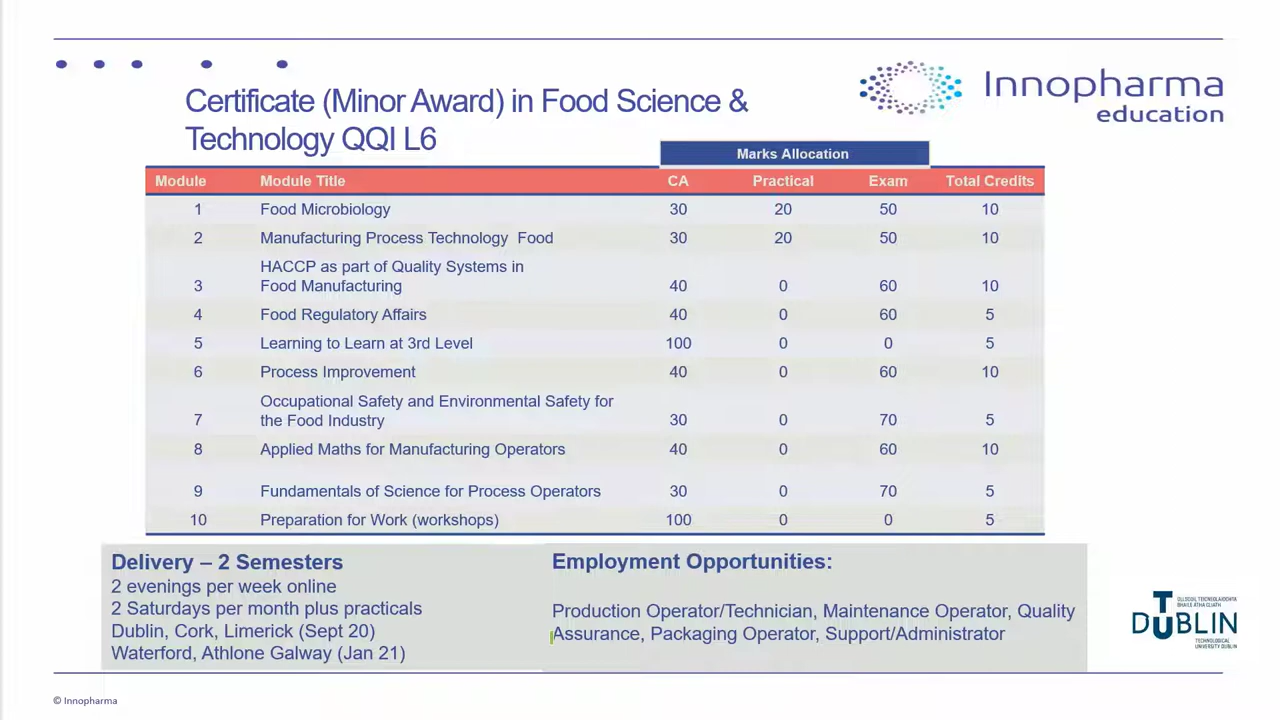 Innopharma
education
Certificate (Minor Award) in Food Science &
Technology QQI L6
Marks Allocation
Module Module Title CA Practical Exam Total Credits
1 Food Microbiology 30 20 50 10
2 Manufacturing Process Technology Food 30 20 50 10
HACCP as part of Quality Systems in
3 Food Manufacturing 40 0 60 10
4 Food Regulatory Affairs 40 0 60 5
5 Learning to Learn at 3rd Level 100 0 0 5
6 Process Improvement 40 0 60 10
Occupational Safety and Environmental Safety for
7 the Food Industry 30 0 70 5
8 Applied Maths for Manufacturing Operators 40 0 60 10
9 Fundamentals of Science for Process Operators 30 0 70 5
10 Preparation for Work (workshops) 100 0 0 5
Delivery – 2 Semesters
2 evenings per week online
2 Saturdays per month plus practicals
Dublin, Cork, Limerick (Sept 20)
Waterford, Athlone Galway (Jan 21)
Employment Opportunities:
Production Operator/Technician, Maintenance Operator, Quality
Assurance, Packaging Operator, Support/Administrator
OLLSCOIL TEICNEOLAÍOCHTA
BHAILE ÁTHA CLIATH
TU DUBLIN
TECHNOLOGICAL
UNIVERSITY DUBLIN
© Innopharma